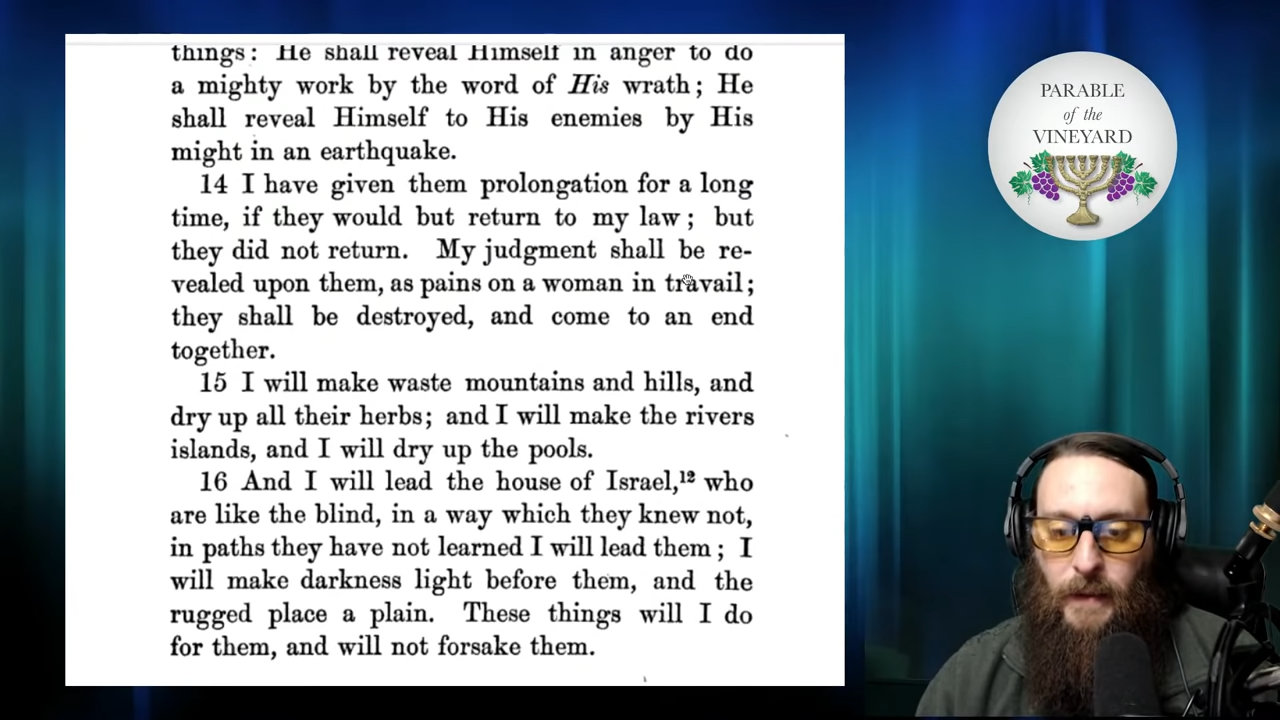 things: He shall reveal Himself in anger to do
a mighty work by the word of His wrath; He
shall reveal Himself to His enemies by His
might in an earthquake.
14 I have given them prolongation for a long
time, if they would but return to my law; but
they did not return. My judgment shall be re-
vealed upon them, as pains on a woman in travail;
they shall be destroyed, and come to an end
together.
15 I will make waste mountains and hills, and
dry up all their herbs; and I will make the rivers
islands, and I will dry up the pools.
16 And I will lead the house of Israel,¹² who
are like the blind, in a way which they knew not,
in paths they have not learned I will lead them; I
will make darkness light before them, and the
rugged place a plain. These things will I do
for them, and will not forsake them.
PARABLE
of the
VINEYARD